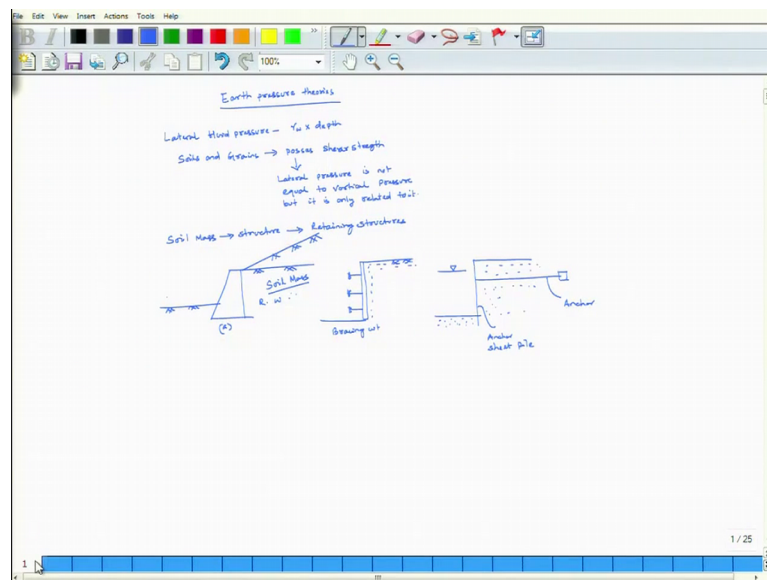 File Edit View Insert Actions Tools Help
B I
100%
Earth pressure theories
Lateral fluid pressure - γw x depth
Soils and Grains → posses shear strength
↓
Lateral pressure is not
equal to vertical pressure
but it is only related to it.
Soil Mass → structure → Retaining structures
Soil Mass
R. W
(a)
Anchor
Anchor
sheet pile
1 / 25
1